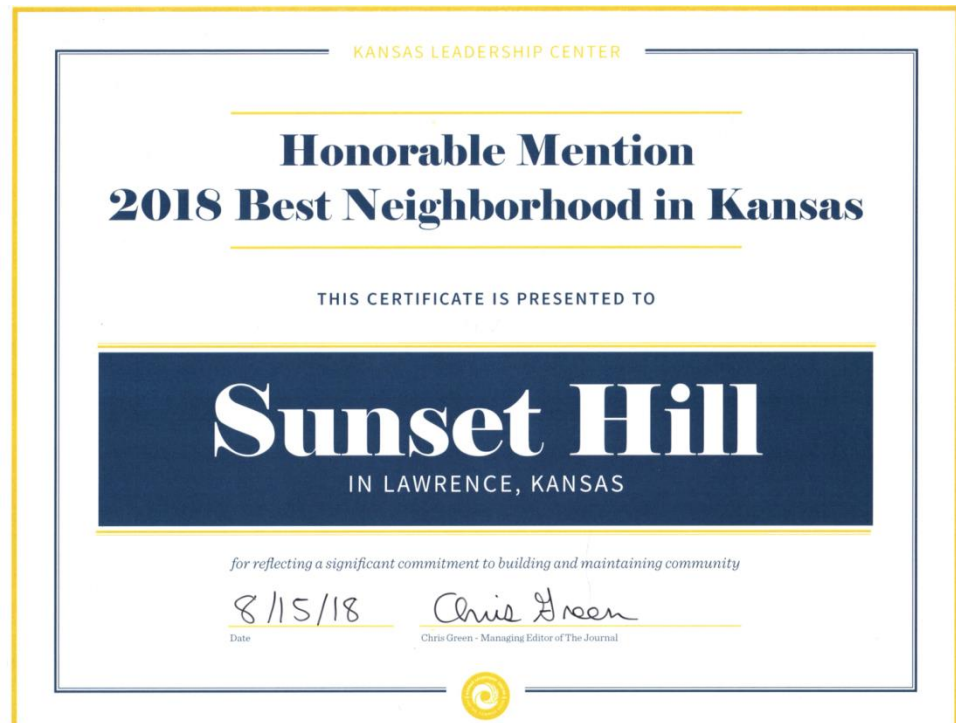 KANSAS LEADERSHIP CENTER
Honorable Mention
2018 Best Neighborhood in Kansas
THIS CERTIFICATE IS PRESENTED TO
Sunset Hill
IN LAWRENCE, KANSAS
for reflecting a significant commitment to building and maintaining community
8/15/18 Chris Green
Date Chris Green - Managing Editor of The Journal